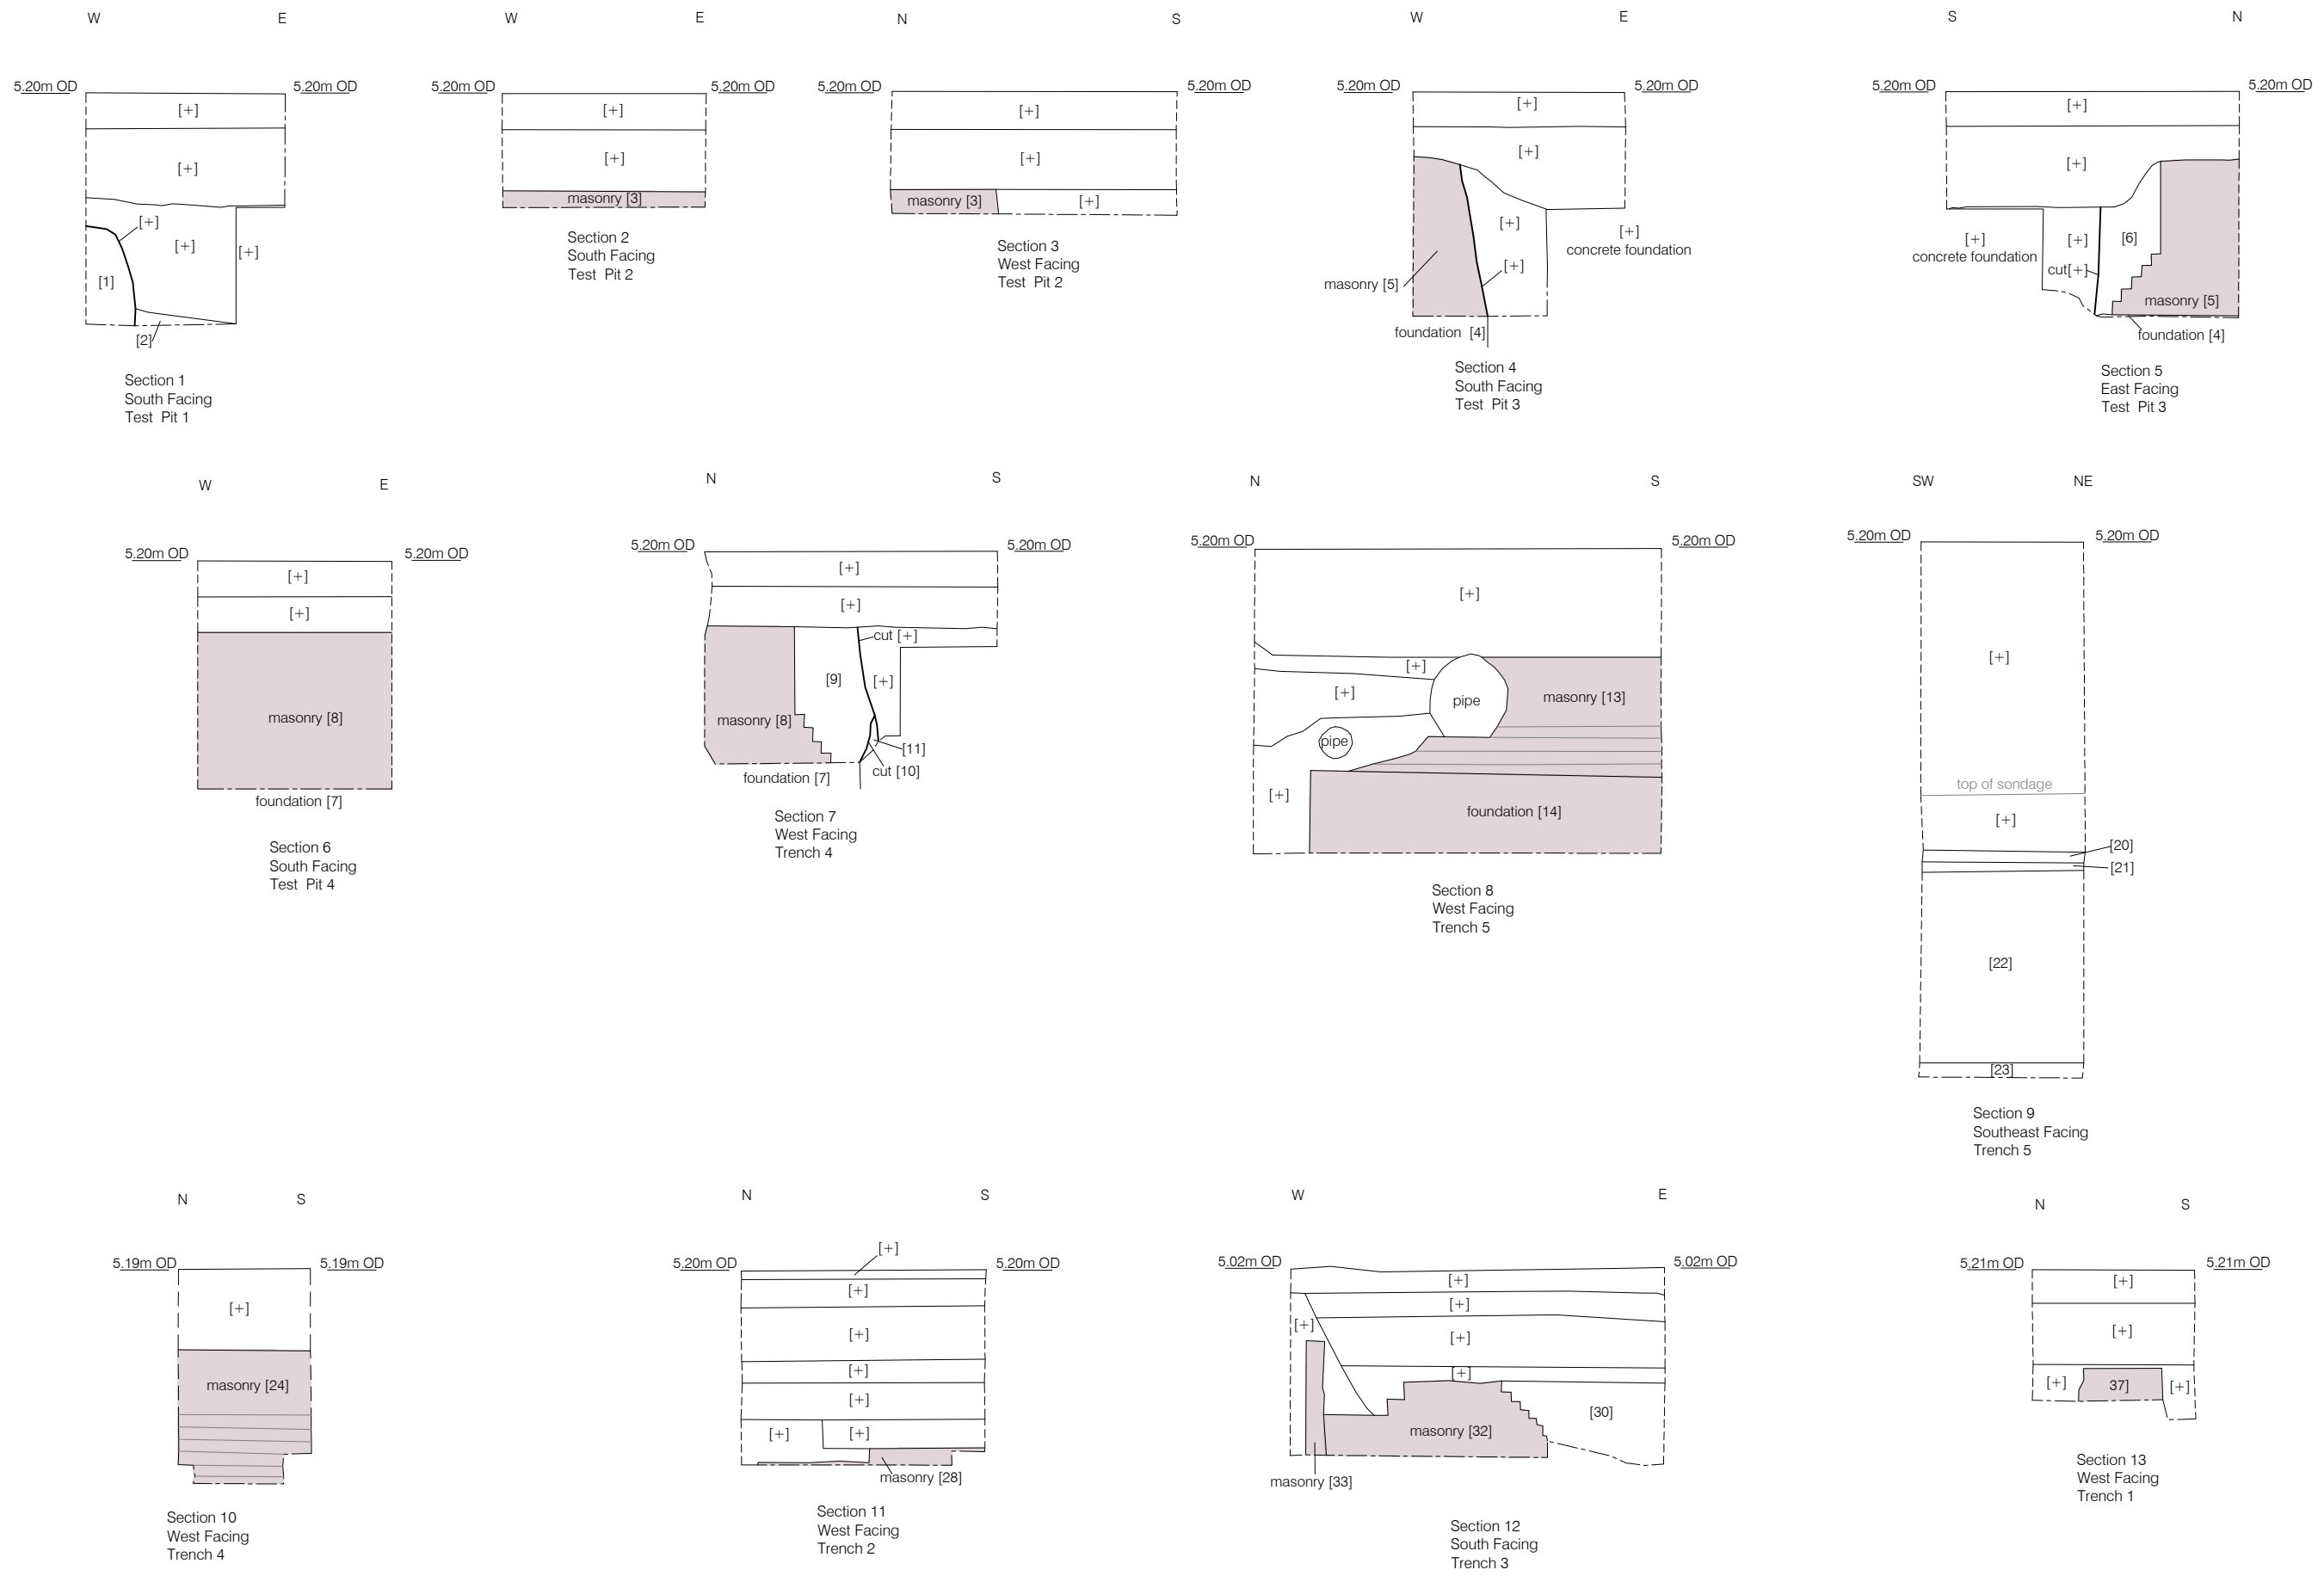 W E
5.20m OD 5.20m OD
[+]
[+]
[+]
[+]
[+]
[1]
[2]
Section 1
South Facing
Test Pit 1
W E
5.20m OD 5.20m OD
[+]
[+]
masonry [3]
Section 2
South Facing
Test Pit 2
N S
5.20m OD 5.20m OD
[+]
[+]
masonry [3] [+]
Section 3
West Facing
Test Pit 2
W E
5.20m OD 5.20m OD
[+]
[+]
[+]
[+]
concrete foundation
[+]
masonry [5]
foundation [4]
Section 4
South Facing
Test Pit 3
S N
5.20m OD 5.20m OD
[+]
[+]
[+]
concrete foundation
[+]
[6]
cut[+]
masonry [5]
foundation [4]
Section 5
East Facing
Test Pit 3
W E
5.20m OD 5.20m OD
[+]
[+]
masonry [8]
foundation [7]
Section 6
South Facing
Test Pit 4
N S
5.20m OD 5.20m OD
[+]
[+]
cut [+]
[9] [+]
masonry [8]
[11]
cut [10]
foundation [7]
Section 7
West Facing
Trench 4
N S
5.20m OD 5.20m OD
[+]
[+]
[+]
pipe
masonry [13]
pipe
[+]
foundation [14]
Section 8
West Facing
Trench 5
SW NE
5.20m OD 5.20m OD
[+]
top of sondage
[+]
[20]
[21]
[22]
[23]
Section 9
Southeast Facing
Trench 5
N S
5.19m OD 5.19m OD
[+]
masonry [24]
Section 10
West Facing
Trench 4
N S
[+]
5.20m OD 5.20m OD
[+]
[+]
[+]
[+]
[+] [+]
masonry [28]
Section 11
West Facing
Trench 2
W E
5.02m OD 5.02m OD
[+]
[+]
[+]
[+]
[+]
[30]
masonry [32]
masonry [33]
Section 12
South Facing
Trench 3
N S
5.21m OD 5.21m OD
[+]
[+]
[+] 37] [+]
Section 13
West Facing
Trench 1